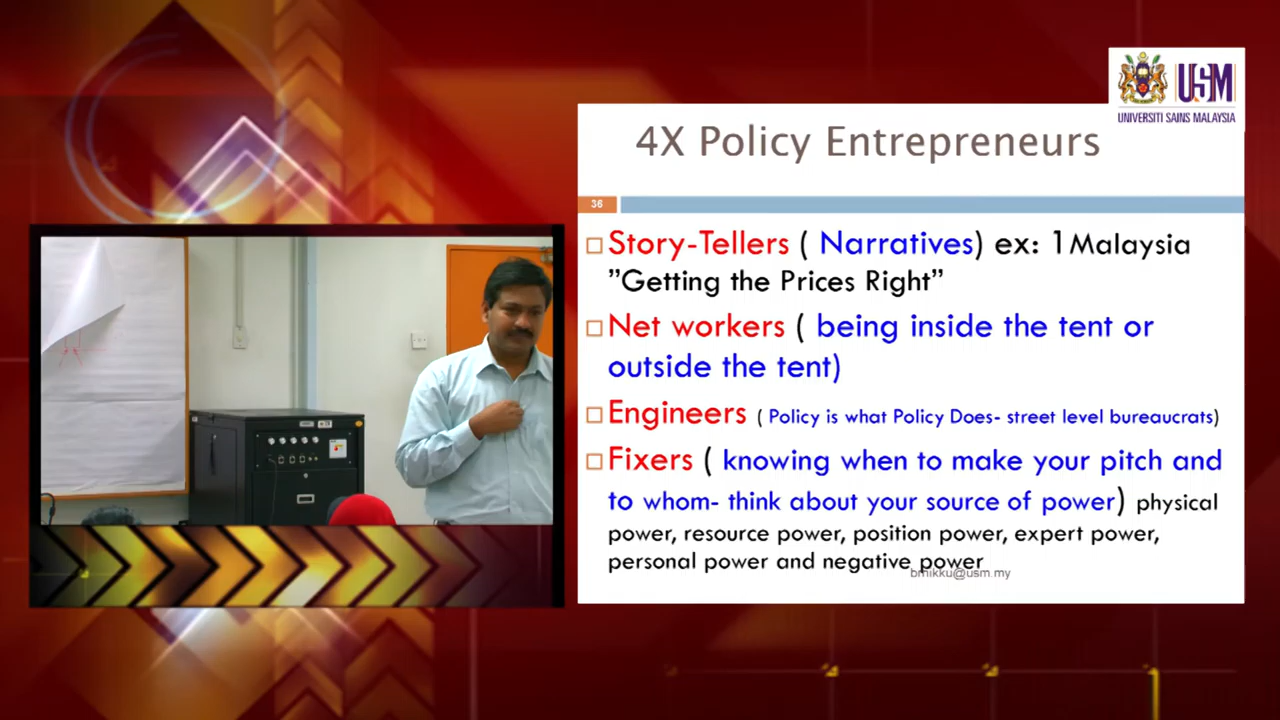 USM
UNIVERSITI SAINS MALAYSIA
4X Policy Entrepreneurs
36
Story-Tellers ( Narratives) ex: 1Malaysia
"Getting the Prices Right"
Net workers ( being inside the tent or
outside the tent)
Engineers ( Policy is what Policy Does- street level bureaucrats)
Fixers ( knowing when to make your pitch and
to whom- think about your source of power) physical
power, resource power, position power, expert power,
personal power and negative power
bmikku@usm.my